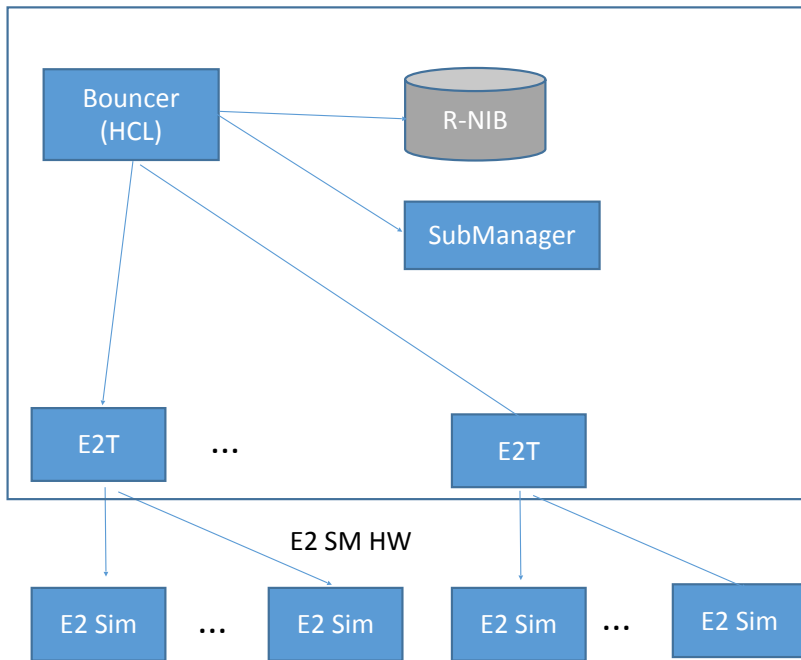 Bouncer
(HCL)
R-NIB
SubManager
E2T
...
E2T
E2 SM HW
E2 Sim
...
E2 Sim
E2 Sim
...
E2 Sim